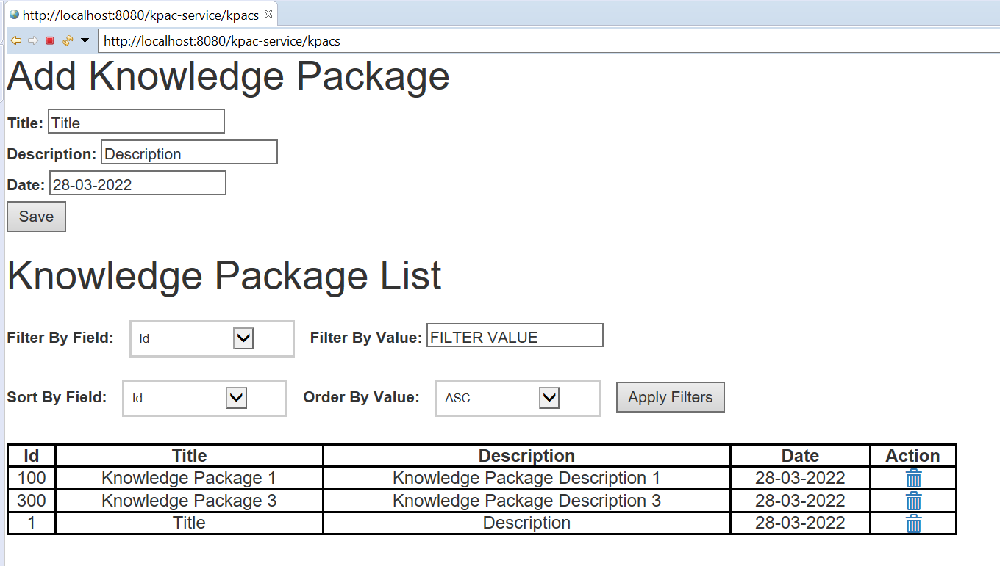 http://localhost:8080/kpac-service/kpacs
http://localhost:8080/kpac-service/kpacs
Add Knowledge Package
Title: Title
Description: Description
Date: 28-03-2022
Save
Knowledge Package List
Filter By Field: Id Filter By Value: FILTER VALUE
Sort By Field: Id Order By Value: ASC Apply Filters
Id Title Description Date Action
100 Knowledge Package 1 Knowledge Package Description 1 28-03-2022
300 Knowledge Package 3 Knowledge Package Description 3 28-03-2022
1 Title Description 28-03-2022